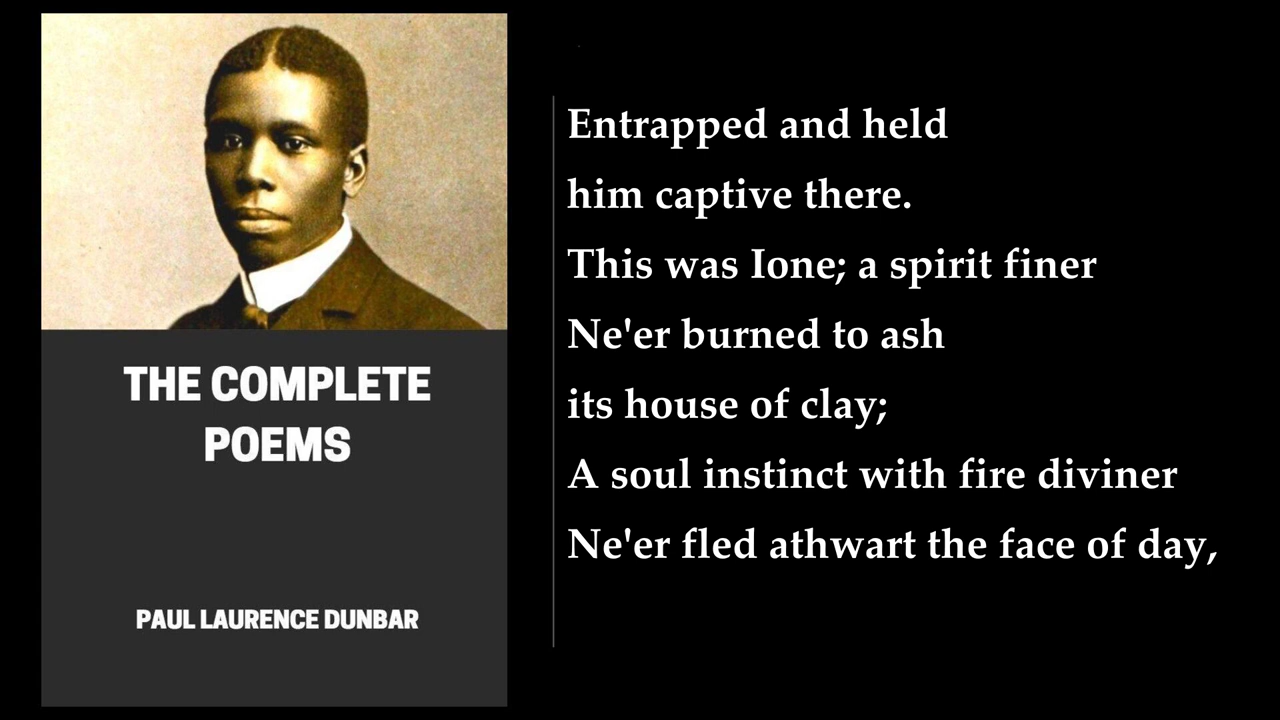 THE COMPLETE
POEMS
PAUL LAURENCE DUNBAR
Entrapped and held
him captive there.
This was Ione; a spirit finer
Ne'er burned to ash
its house of clay;
A soul instinct with fire diviner
Ne'er fled athwart the face of day,